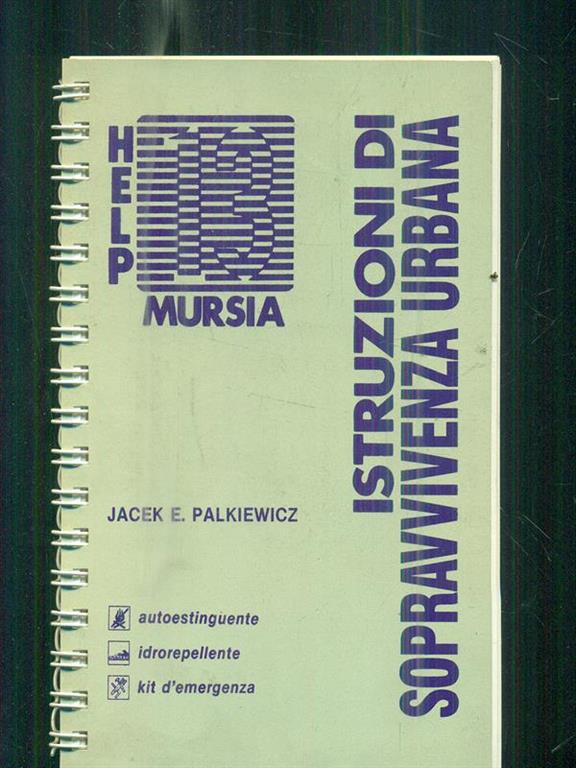 HELP
13
MURSIA
ISTRUZIONI DI
SOPRAVVIVENZA URBANA
JACEK E. PALKIEWICZ
autoestinguente
idrorepellente
kit d'emergenza